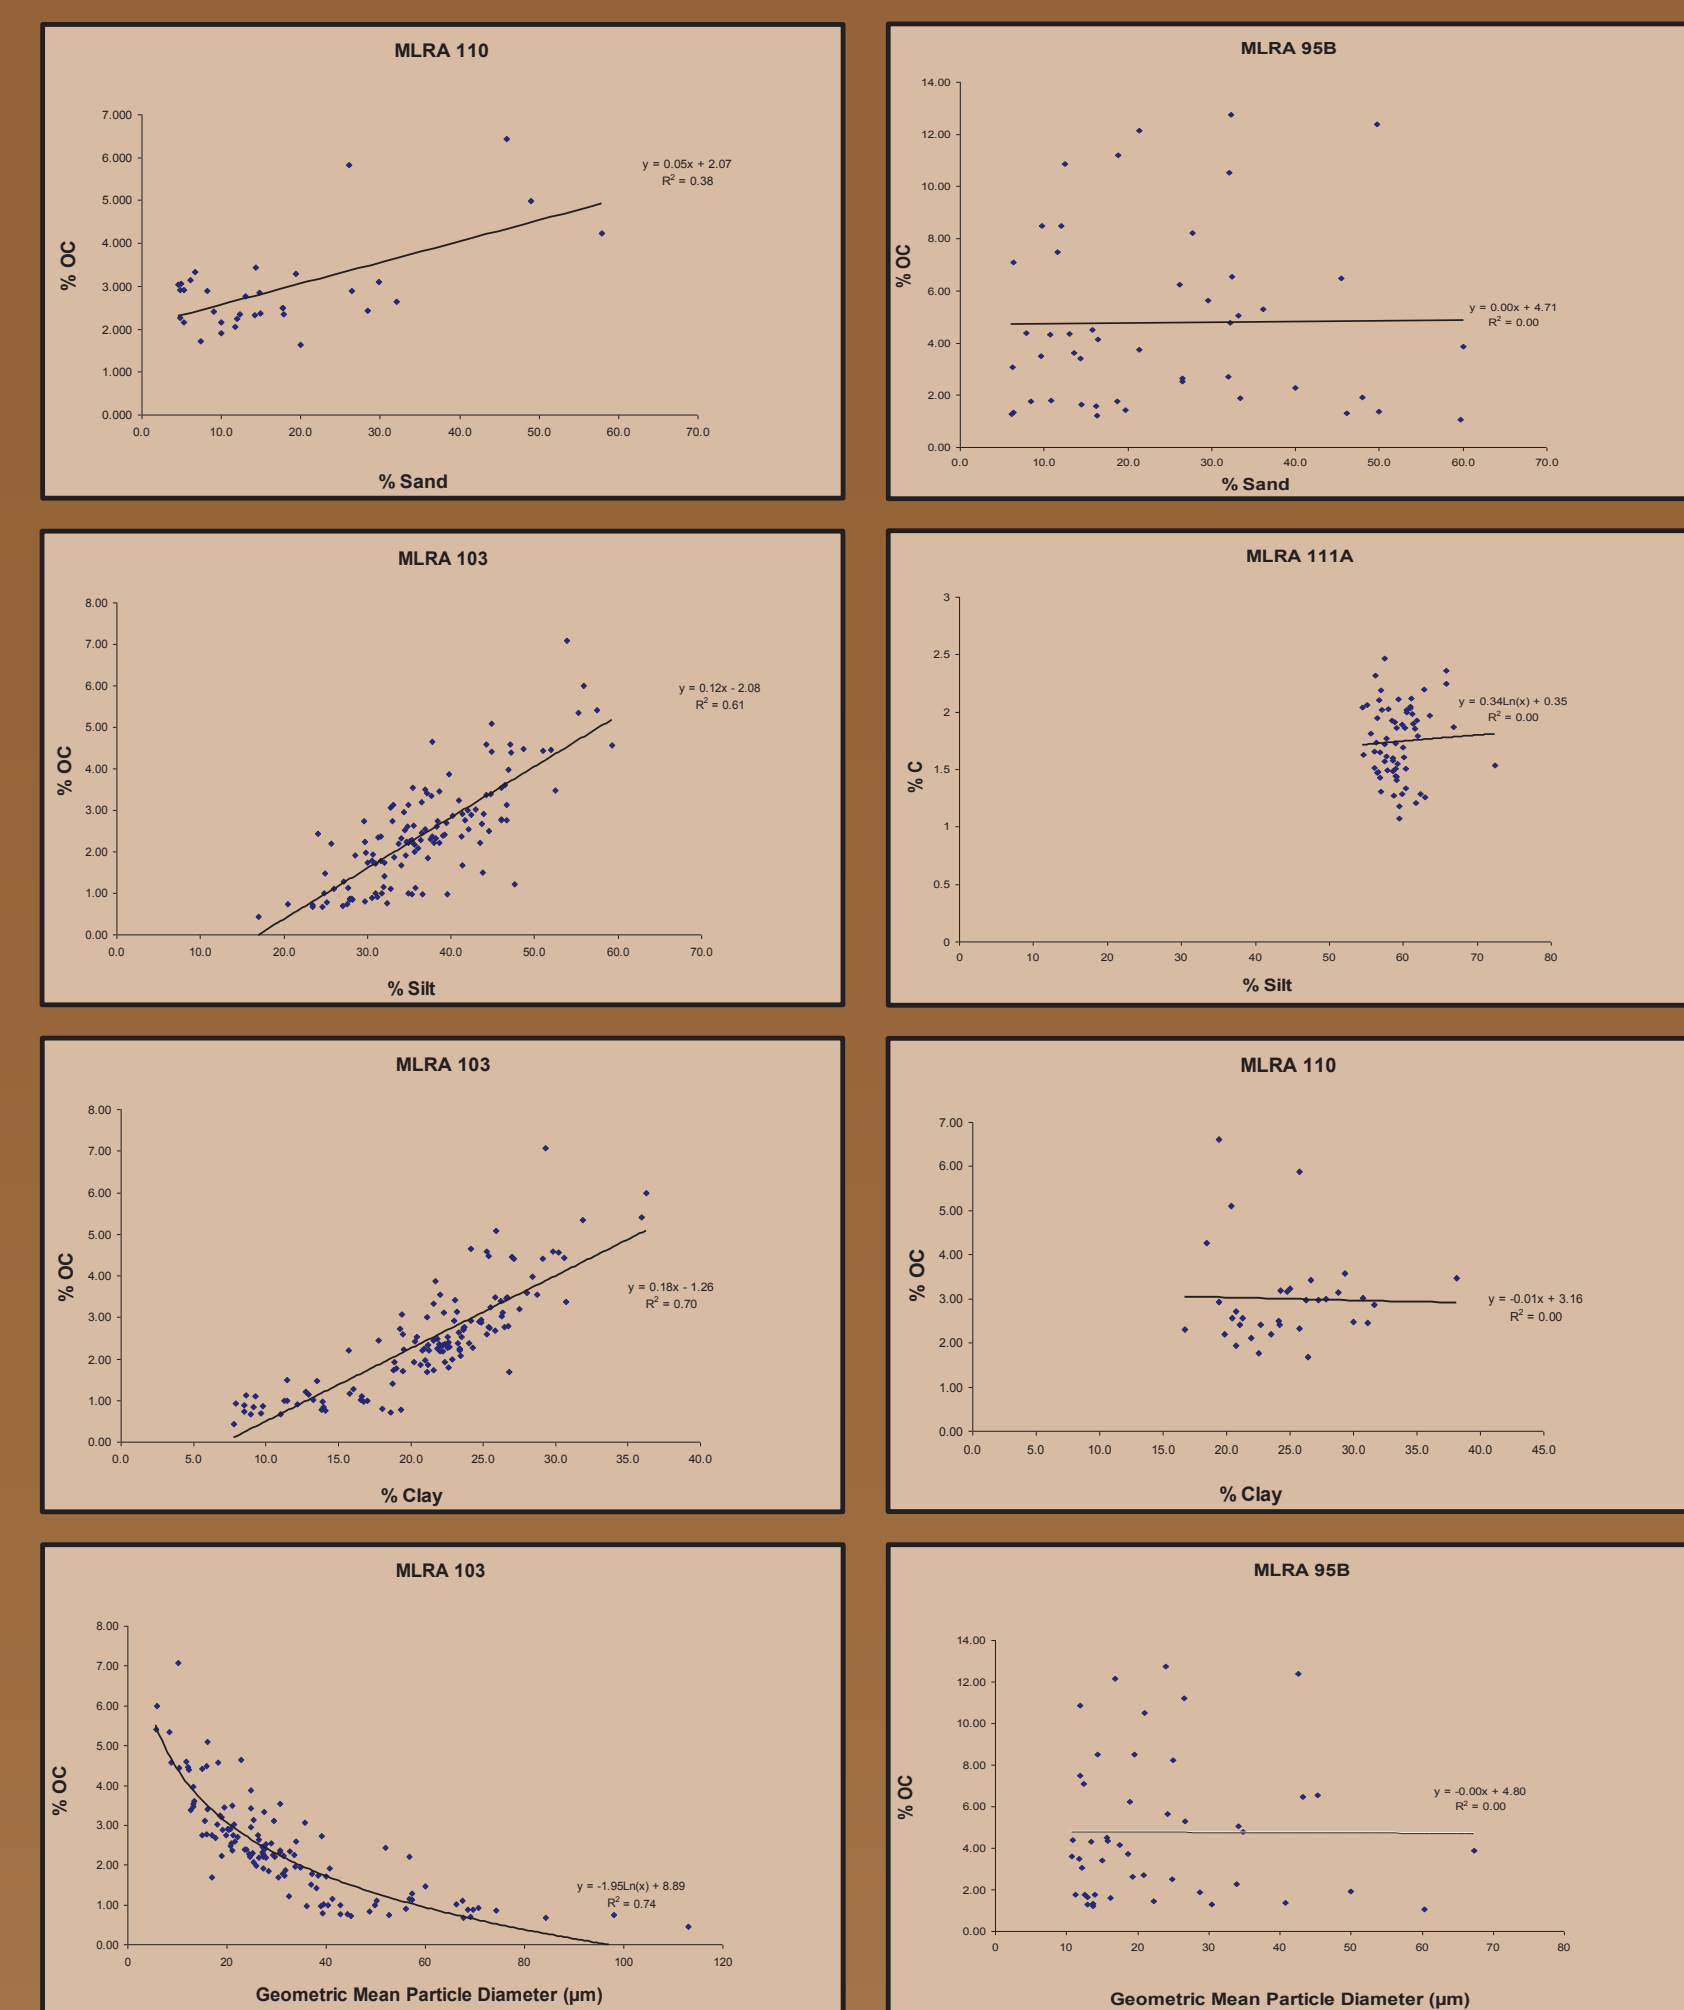 MLRA 110
7.000
6.000
5.000
4.000
3.000
2.000
1.000
0.000
% OC
y = 0.05x + 2.07
R² = 0.38
0.0 10.0 20.0 30.0 40.0 50.0 60.0 70.0
% Sand
MLRA 95B
14.00
12.00
10.00
8.00
6.00
4.00
2.00
0.00
% OC
y = 0.00x + 4.71
R² = 0.00
0.0 10.0 20.0 30.0 40.0 50.0 60.0 70.0
% Sand
MLRA 103
8.00
7.00
6.00
5.00
4.00
3.00
2.00
1.00
0.00
% OC
y = 0.12x - 2.08
R² = 0.61
0.0 10.0 20.0 30.0 40.0 50.0 60.0 70.0
% Silt
MLRA 111A
3
2.5
2
1.5
1
0.5
0
% C
y = 0.34Ln(x) + 0.35
R² = 0.00
0 10 20 30 40 50 60 70 80
% Silt
MLRA 103
8.00
7.00
6.00
5.00
4.00
3.00
2.00
1.00
0.00
% OC
y = 0.18x - 1.26
R² = 0.70
0.0 5.0 10.0 15.0 20.0 25.0 30.0 35.0 40.0
% Clay
MLRA 110
7.00
6.00
5.00
4.00
3.00
2.00
1.00
0.00
% OC
y = -0.01x + 3.16
R² = 0.00
0.0 5.0 10.0 15.0 20.0 25.0 30.0 35.0 40.0 45.0
% Clay
MLRA 103
8.00
7.00
6.00
5.00
4.00
3.00
2.00
1.00
0.00
% OC
y = -1.95Ln(x) + 8.89
R² = 0.74
0 20 40 60 80 100 120
Geometric Mean Particle Diameter (µm)
MLRA 95B
14.00
12.00
10.00
8.00
6.00
4.00
2.00
0.00
% OC
y = -0.00x + 4.80
R² = 0.00
0 10 20 30 40 50 60 70 80
Geometric Mean Particle Diameter (µm)